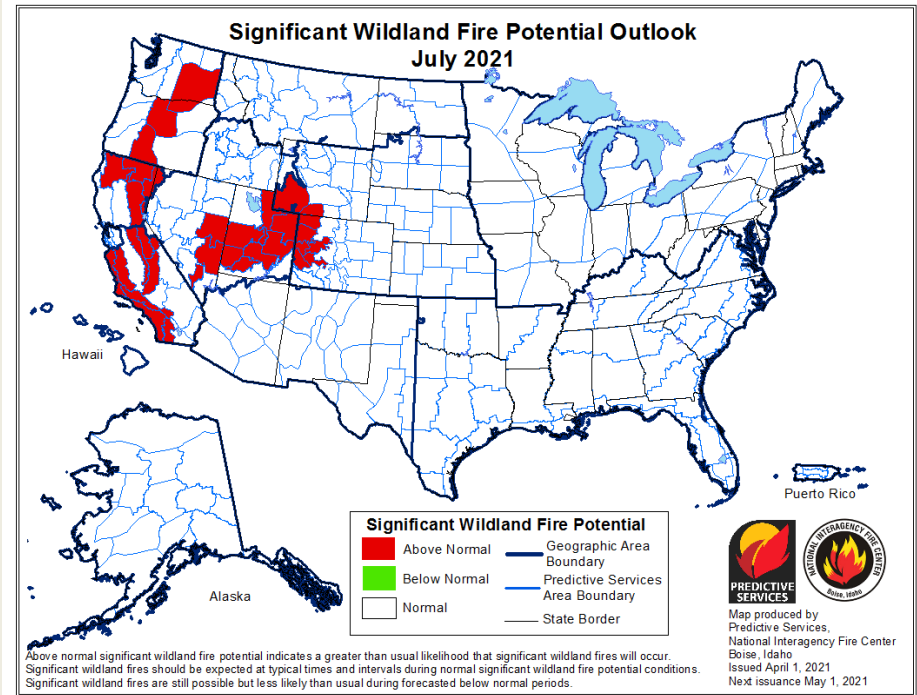 Significant Wildland Fire Potential Outlook
July 2021
Hawaii
Alaska
Puerto Rico
Significant Wildland Fire Potential
Above Normal
Below Normal
Normal
Geographic Area
Boundary
Predictive Services
Area Boundary
State Border
PREDICTIVE
SERVICES
NATIONAL INTERAGENCY FIRE CENTER
Boise, Idaho
Map produced by
Predictive Services,
National Interagency Fire Center
Boise, Idaho
Issued April 1, 2021
Next issuance May 1, 2021
Above normal significant wildland fire potential indicates a greater than usual likelihood that significant wildland fires will occur.
Significant wildland fires should be expected at typical times and intervals during normal significant wildland fire potential conditions.
Significant wildland fires are still possible but less likely than usual during forecasted below normal periods.